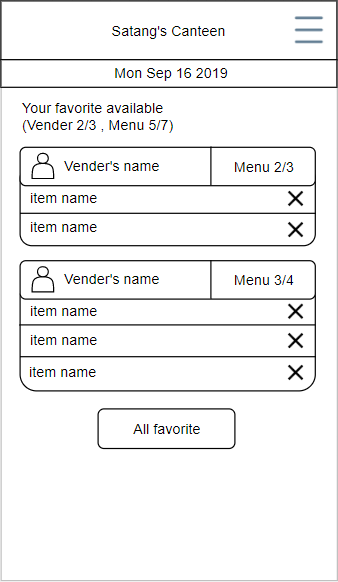 Satang's Canteen
Mon Sep 16 2019
Your favorite available
(Vender 2/3 , Menu 5/7)
Vender's name
Menu 2/3
item name
item name
Vender's name
Menu 3/4
item name
item name
item name
All favorite